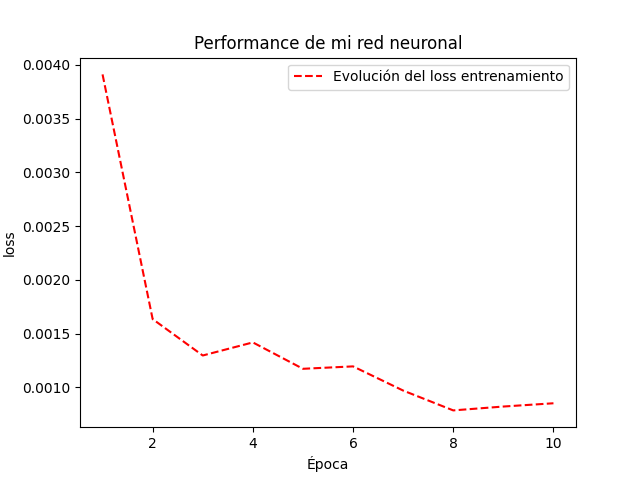 Performance de mi red neuronal
Evolución del loss entrenamiento
0.0040
0.0035
0.0030
0.0025
0.0020
0.0015
0.0010
loss
2 4 6 8 10
Época